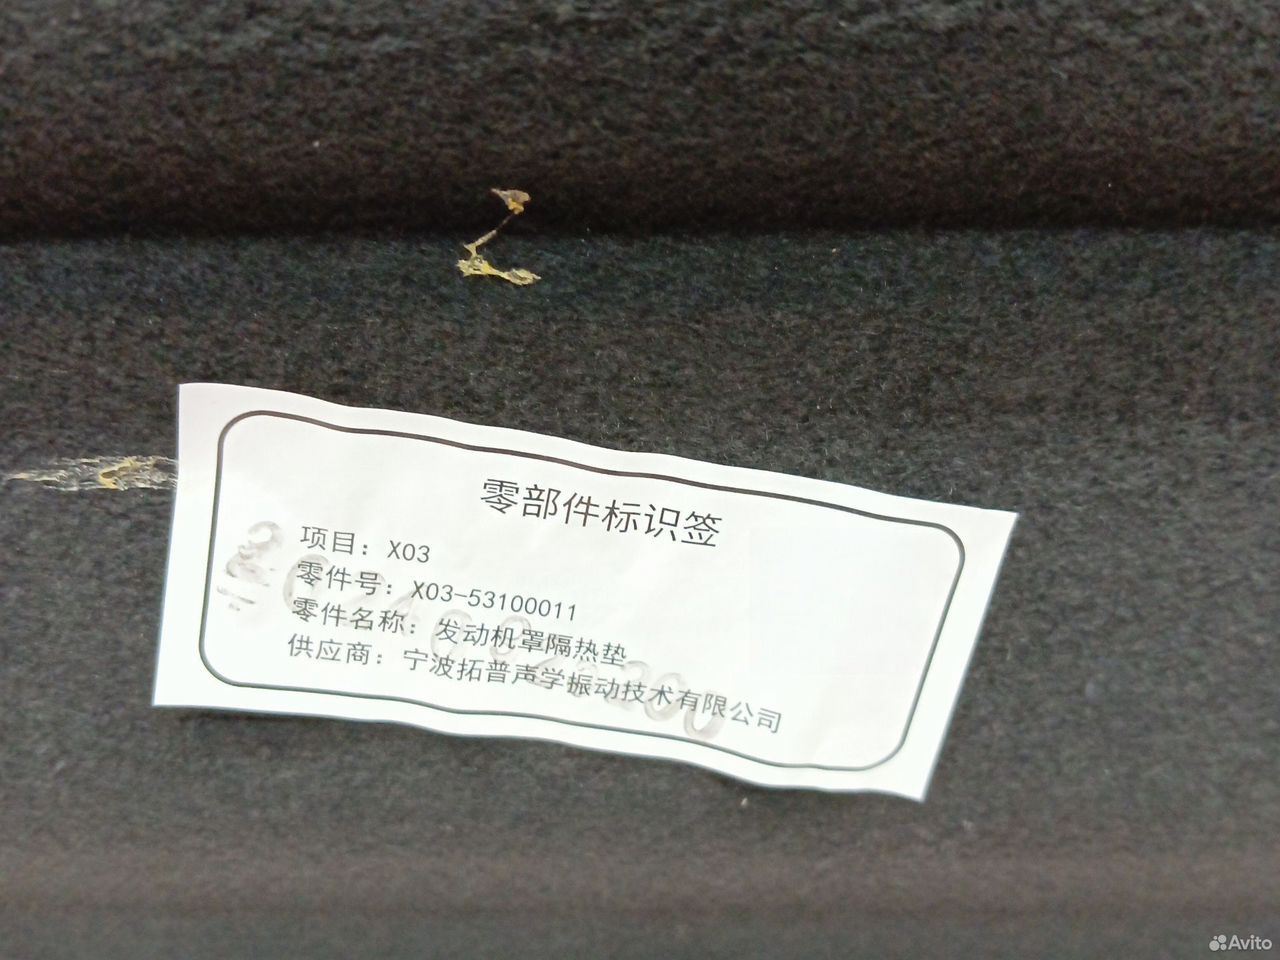 零部件标识签
项目：X03
零件号：X03-53100011
零件名称：发动机罩隔热垫
供应商：宁波拓普声学振动技术有限公司
Avito